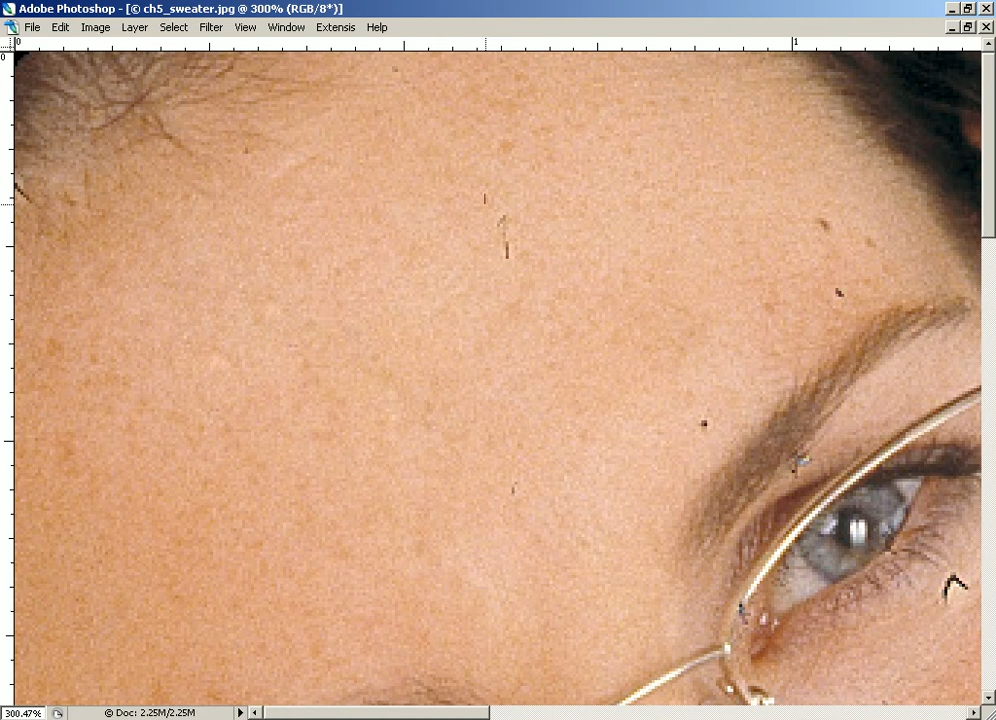 Adobe Photoshop - [© ch5_sweater.jpg @ 300% (RGB/8*)]
File Edit Image Layer Select Filter View Window Extensis Help
0 1
0
300.47% © Doc: 2.25M/2.25M